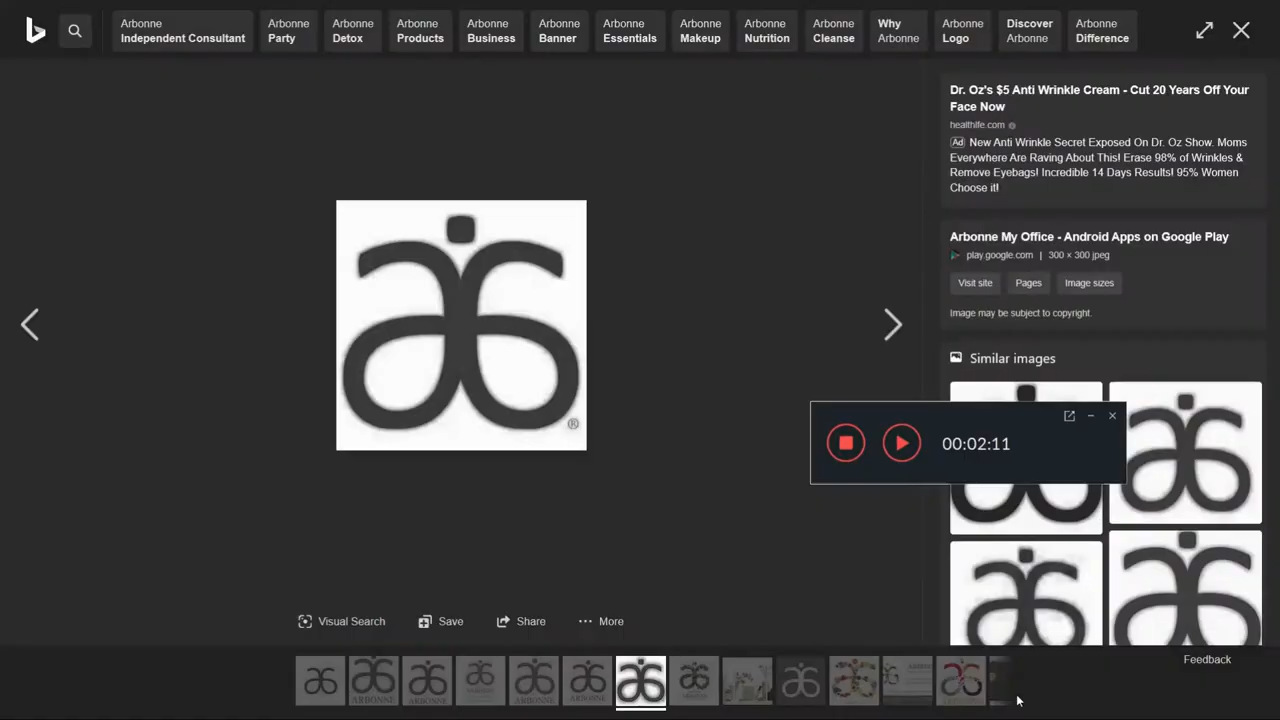 Arbonne
Independent Consultant
Arbonne
Party
Arbonne
Detox
Arbonne
Products
Arbonne
Business
Arbonne
Banner
Arbonne
Essentials
Arbonne
Makeup
Arbonne
Nutrition
Arbonne
Cleanse
Why
Arbonne
Arbonne
Logo
Discover
Arbonne
Arbonne
Difference
Dr. Oz's $5 Anti Wrinkle Cream - Cut 20 Years Off Your
Face Now
healthlfe.com
Ad New Anti Wrinkle Secret Exposed On Dr. Oz Show. Moms
Everywhere Are Raving About This! Erase 98% of Wrinkles &
Remove Eyebags! Incredible 14 Days Results! 95% Women
Choose it!
Arbonne My Office - Android Apps on Google Play
play.google.com | 300 × 300 jpeg
Visit site
Pages
Image sizes
Image may be subject to copyright.
Similar images
00:02:11
®
Visual Search
Save
Share
More
Feedback
ARBONNE
ARBONNE
ARBONNE
ARBONNE